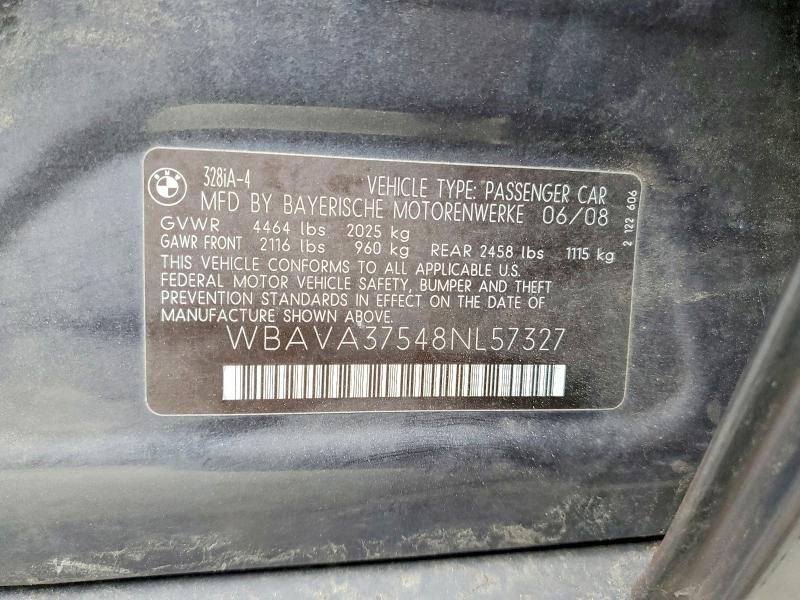 BMW
328iA-4 VEHICLE TYPE: PASSENGER CAR
MFD BY BAYERISCHE MOTORENWERKE 06/08
GVWR 4464 lbs 2025 kg
GAWR FRONT 2116 lbs 960 kg REAR 2458 lbs 1115 kg
THIS VEHICLE CONFORMS TO ALL APPLICABLE U.S.
FEDERAL MOTOR VEHICLE SAFETY, BUMPER AND THEFT
PREVENTION STANDARDS IN EFFECT ON THE DATE OF
MANUFACTURE SHOWN ABOVE.
WBAVA37548NL57327
2 122 606